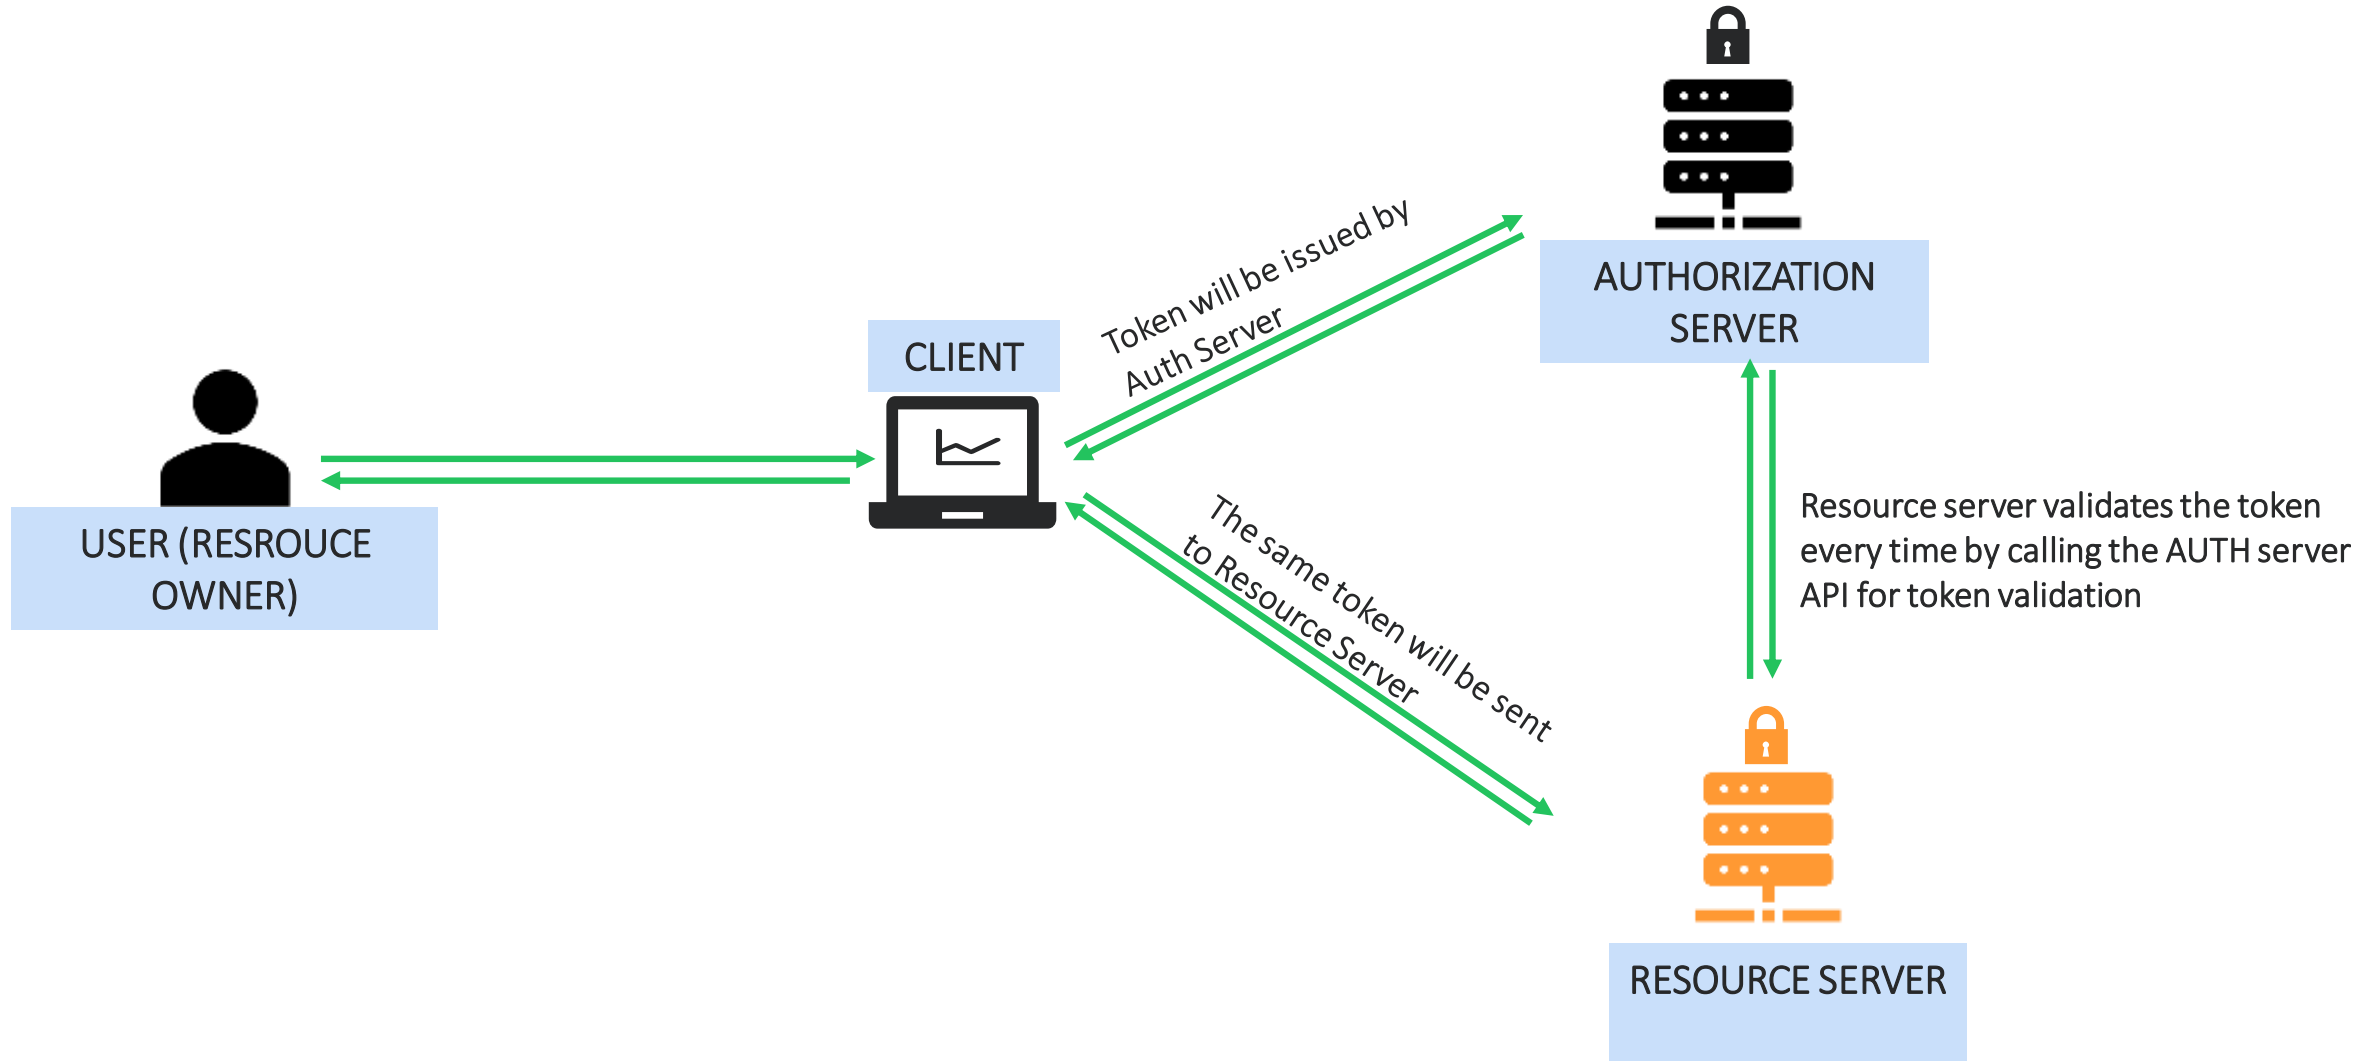 AUTHORIZATION
SERVER
Token will be issued by
Auth Server
CLIENT
USER (RESROUCE
OWNER)
The same token will be sent
to Resource Server
Resource server validates the token
every time by calling the AUTH server
API for token validation
RESOURCE SERVER